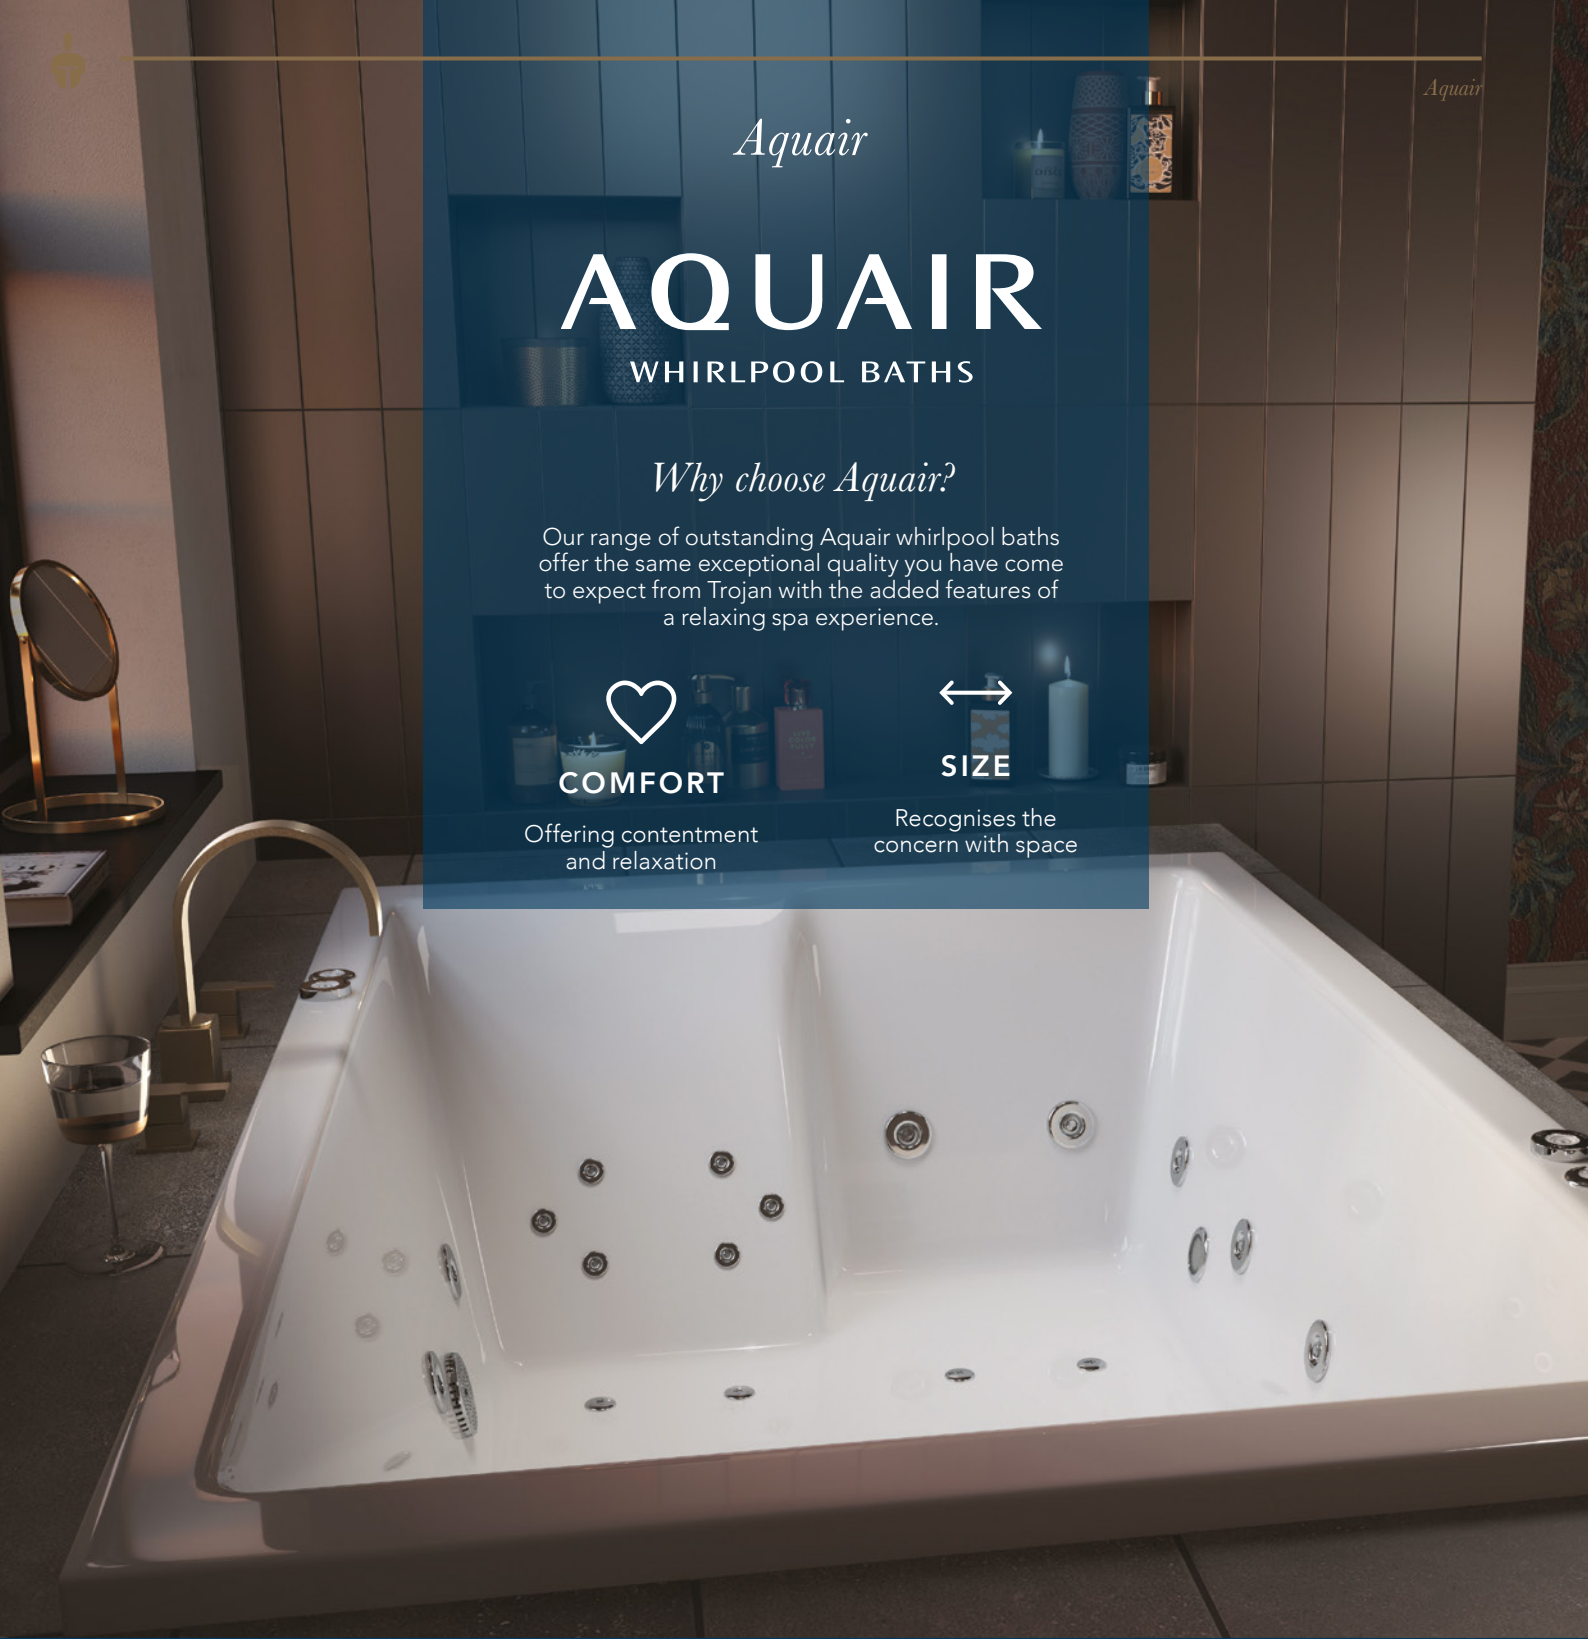 Aquair
Aquair
AQUAIR
WHIRLPOOL BATHS
Why choose Aquair?
Our range of outstanding Aquair whirlpool baths
offer the same exceptional quality you have come
to expect from Trojan with the added features of
a relaxing spa experience.
COMFORT
Offering contentment
and relaxation
SIZE
Recognises the
concern with space